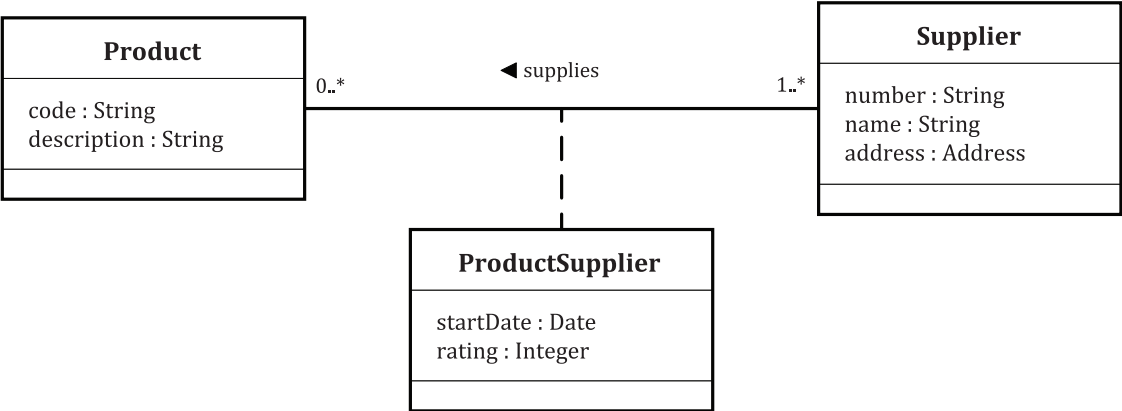 Product
code : String
description : String
0..*
◀ supplies
1..*
Supplier
number : String
name : String
address : Address
ProductSupplier
startDate : Date
rating : Integer